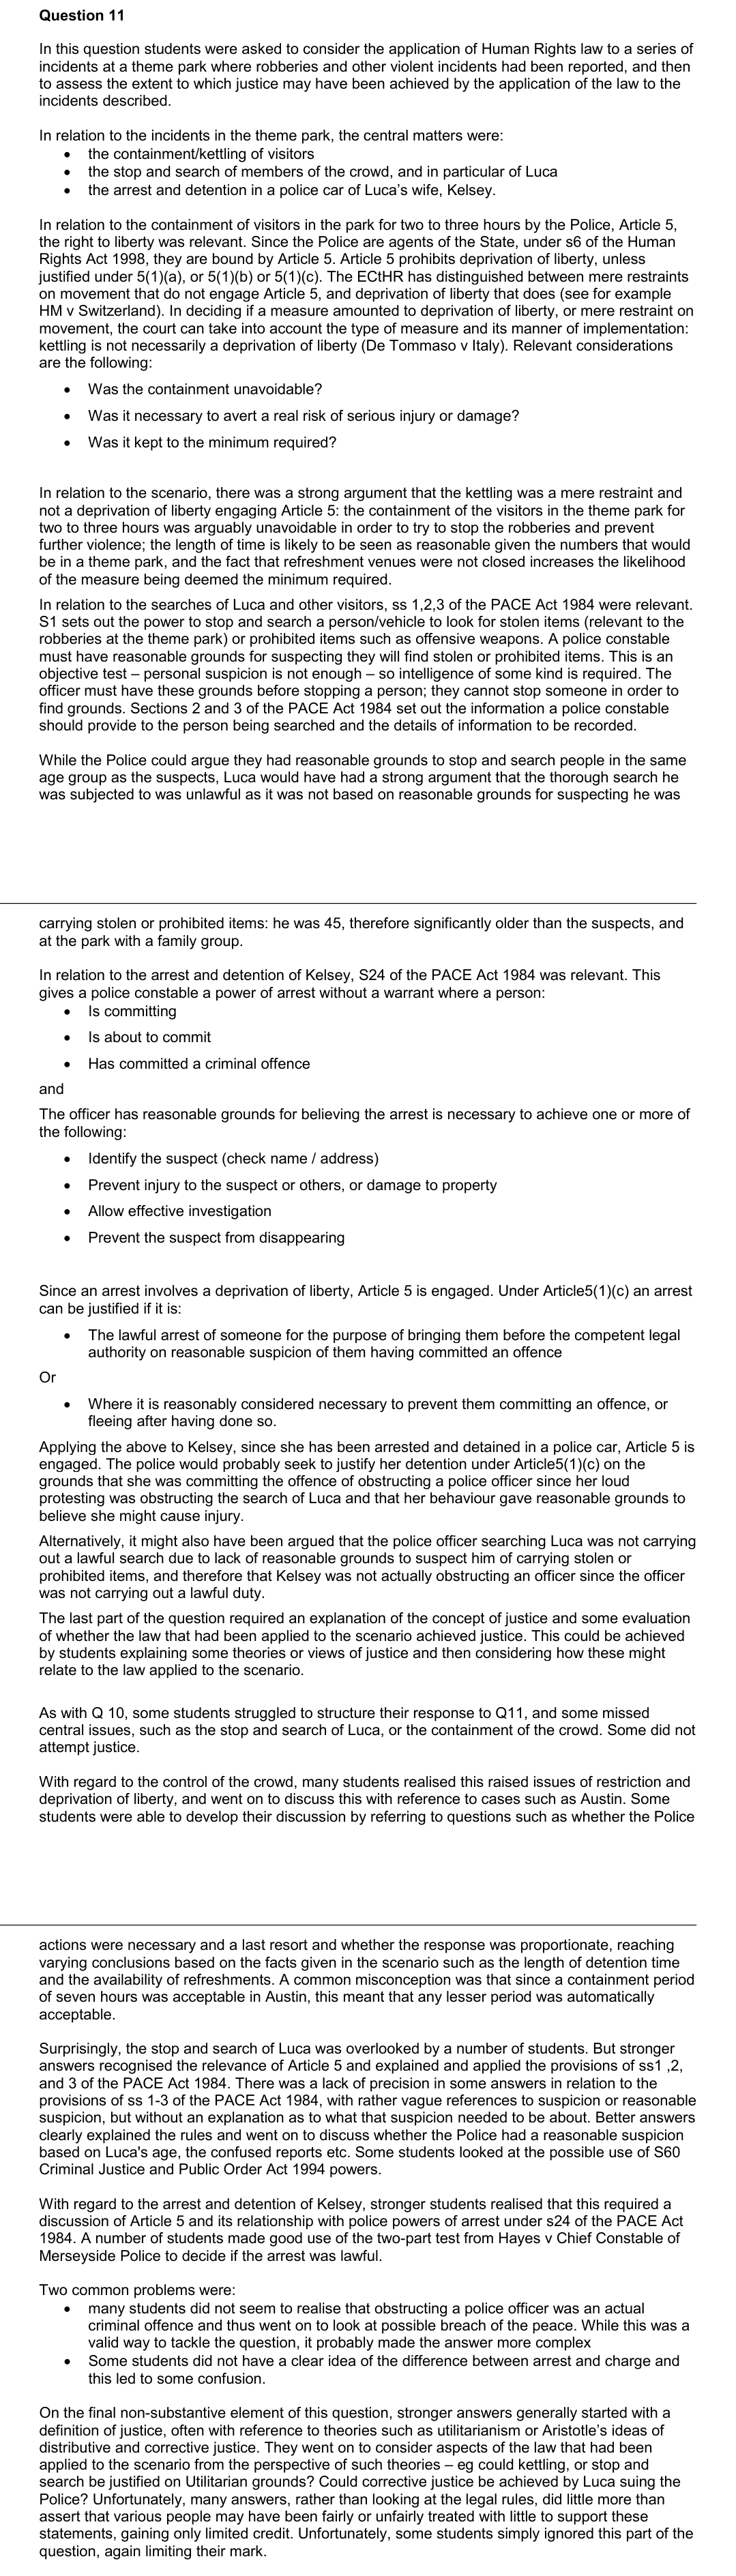 Question 11
In this question students were asked to consider the application of Human Rights law to a series of
incidents at a theme park where robberies and other violent incidents had been reported, and then
to assess the extent to which justice may have been achieved by the application of the law to the
incidents described.
In relation to the incidents in the theme park, the central matters were:
• the containment/kettling of visitors
• the stop and search of members of the crowd, and in particular of Luca
• the arrest and detention in a police car of Luca's wife, Kelsey.
In relation to the containment of visitors in the park for two to three hours by the Police, Article 5,
the right to liberty was relevant. Since the Police are agents of the State, under s6 of the Human
Rights Act 1998, they are bound by Article 5. Article 5 prohibits deprivation of liberty, unless
justified under 5(1)(a), or 5(1)(b) or 5(1)(c). The ECtHR has distinguished between mere restraints
on movement that do not engage Article 5, and deprivation of liberty that does (see for example
HM v Switzerland). In deciding if a measure amounted to deprivation of liberty, or mere restraint on
movement, the court can take into account the type of measure and its manner of implementation:
kettling is not necessarily a deprivation of liberty (De Tommaso v Italy). Relevant considerations
are the following:
• Was the containment unavoidable?
• Was it necessary to avert a real risk of serious injury or damage?
• Was it kept to the minimum required?
In relation to the scenario, there was a strong argument that the kettling was a mere restraint and
not a deprivation of liberty engaging Article 5: the containment of the visitors in the theme park for
two to three hours was arguably unavoidable in order to try to stop the robberies and prevent
further violence; the length of time is likely to be seen as reasonable given the numbers that would
be in a theme park, and the fact that refreshment venues were not closed increases the likelihood
of the measure being deemed the minimum required.
In relation to the searches of Luca and other visitors, ss 1,2,3 of the PACE Act 1984 were relevant.
S1 sets out the power to stop and search a person/vehicle to look for stolen items (relevant to the
robberies at the theme park) or prohibited items such as offensive weapons. A police constable
must have reasonable grounds for suspecting they will find stolen or prohibited items. This is an
objective test – personal suspicion is not enough – so intelligence of some kind is required. The
officer must have these grounds before stopping a person; they cannot stop someone in order to
find grounds. Sections 2 and 3 of the PACE Act 1984 set out the information a police constable
should provide to the person being searched and the details of information to be recorded.
While the Police could argue they had reasonable grounds to stop and search people in the same
age group as the suspects, Luca would have had a strong argument that the thorough search he
was subjected to was unlawful as it was not based on reasonable grounds for suspecting he was
carrying stolen or prohibited items: he was 45, therefore significantly older than the suspects, and
at the park with a family group.
In relation to the arrest and detention of Kelsey, S24 of the PACE Act 1984 was relevant. This
gives a police constable a power of arrest without a warrant where a person:
• Is committing
• Is about to commit
• Has committed a criminal offence
and
The officer has reasonable grounds for believing the arrest is necessary to achieve one or more of
the following:
• Identify the suspect (check name / address)
• Prevent injury to the suspect or others, or damage to property
• Allow effective investigation
• Prevent the suspect from disappearing
Since an arrest involves a deprivation of liberty, Article 5 is engaged. Under Article5(1)(c) an arrest
can be justified if it is:
• The lawful arrest of someone for the purpose of bringing them before the competent legal
authority on reasonable suspicion of them having committed an offence
Or
• Where it is reasonably considered necessary to prevent them committing an offence, or
fleeing after having done so.
Applying the above to Kelsey, since she has been arrested and detained in a police car, Article 5 is
engaged. The police would probably seek to justify her detention under Article5(1)(c) on the
grounds that she was committing the offence of obstructing a police officer since her loud
protesting was obstructing the search of Luca and that her behaviour gave reasonable grounds to
believe she might cause injury.
Alternatively, it might also have been argued that the police officer searching Luca was not carrying
out a lawful search due to lack of reasonable grounds to suspect him of carrying stolen or
prohibited items, and therefore that Kelsey was not actually obstructing an officer since the officer
was not carrying out a lawful duty.
The last part of the question required an explanation of the concept of justice and some evaluation
of whether the law that had been applied to the scenario achieved justice. This could be achieved
by students explaining some theories or views of justice and then considering how these might
relate to the law applied to the scenario.
As with Q 10, some students struggled to structure their response to Q11, and some missed
central issues, such as the stop and search of Luca, or the containment of the crowd. Some did not
attempt justice.
With regard to the control of the crowd, many students realised this raised issues of restriction and
deprivation of liberty, and went on to discuss this with reference to cases such as Austin. Some
students were able to develop their discussion by referring to questions such as whether the Police
actions were necessary and a last resort and whether the response was proportionate, reaching
varying conclusions based on the facts given in the scenario such as the length of detention time
and the availability of refreshments. A common misconception was that since a containment period
of seven hours was acceptable in Austin, this meant that any lesser period was automatically
acceptable.
Surprisingly, the stop and search of Luca was overlooked by a number of students. But stronger
answers recognised the relevance of Article 5 and explained and applied the provisions of ss1 ,2,
and 3 of the PACE Act 1984. There was a lack of precision in some answers in relation to the
provisions of ss 1-3 of the PACE Act 1984, with rather vague references to suspicion or reasonable
suspicion, but without an explanation as to what that suspicion needed to be about. Better answers
clearly explained the rules and went on to discuss whether the Police had a reasonable suspicion
based on Luca's age, the confused reports etc. Some students looked at the possible use of S60
Criminal Justice and Public Order Act 1994 powers.
With regard to the arrest and detention of Kelsey, stronger students realised that this required a
discussion of Article 5 and its relationship with police powers of arrest under s24 of the PACE Act
1984. A number of students made good use of the two-part test from Hayes v Chief Constable of
Merseyside Police to decide if the arrest was lawful.
Two common problems were:
• many students did not seem to realise that obstructing a police officer was an actual
criminal offence and thus went on to look at possible breach of the peace. While this was a
valid way to tackle the question, it probably made the answer more complex
• Some students did not have a clear idea of the difference between arrest and charge and
this led to some confusion.
On the final non-substantive element of this question, stronger answers generally started with a
definition of justice, often with reference to theories such as utilitarianism or Aristotle's ideas of
distributive and corrective justice. They went on to consider aspects of the law that had been
applied to the scenario from the perspective of such theories – eg could kettling, or stop and
search be justified on Utilitarian grounds? Could corrective justice be achieved by Luca suing the
Police? Unfortunately, many answers, rather than looking at the legal rules, did little more than
assert that various people may have been fairly or unfairly treated with little to support these
statements, gaining only limited credit. Unfortunately, some students simply ignored this part of the
question, again limiting their mark.